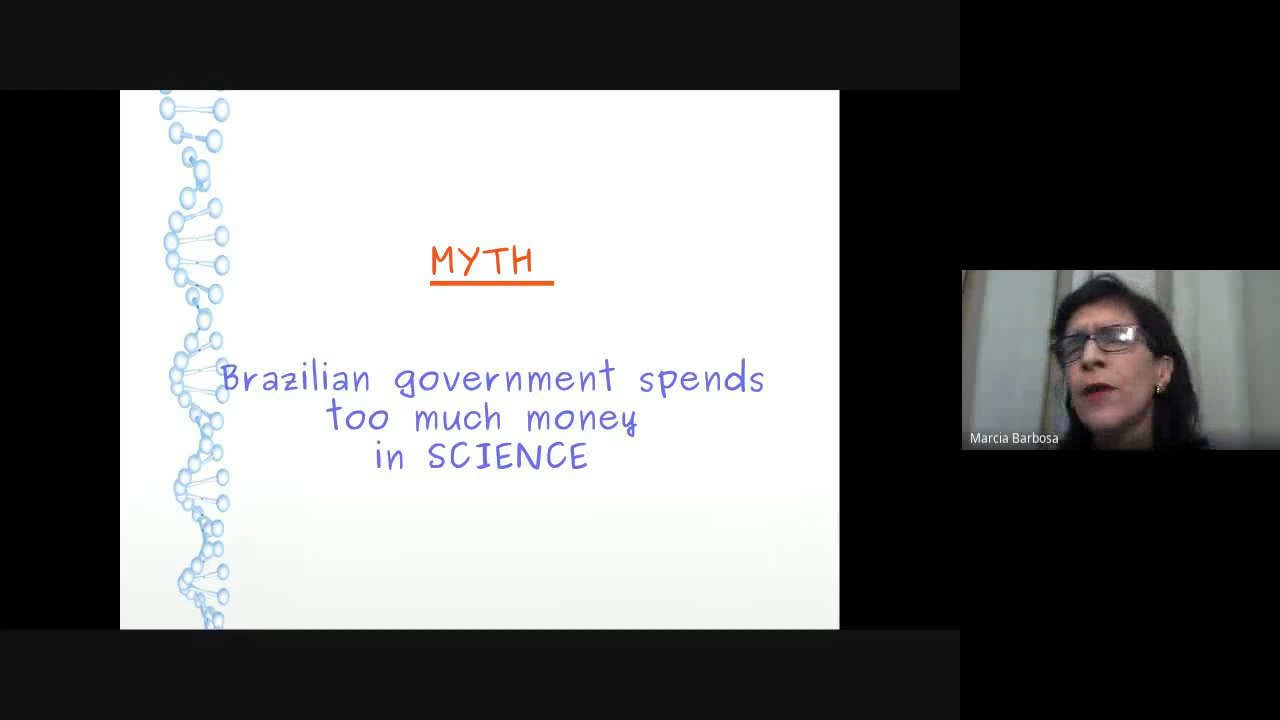 MYTH
Brazilian government spends
too much money
in SCIENCE
Marcia Barbosa